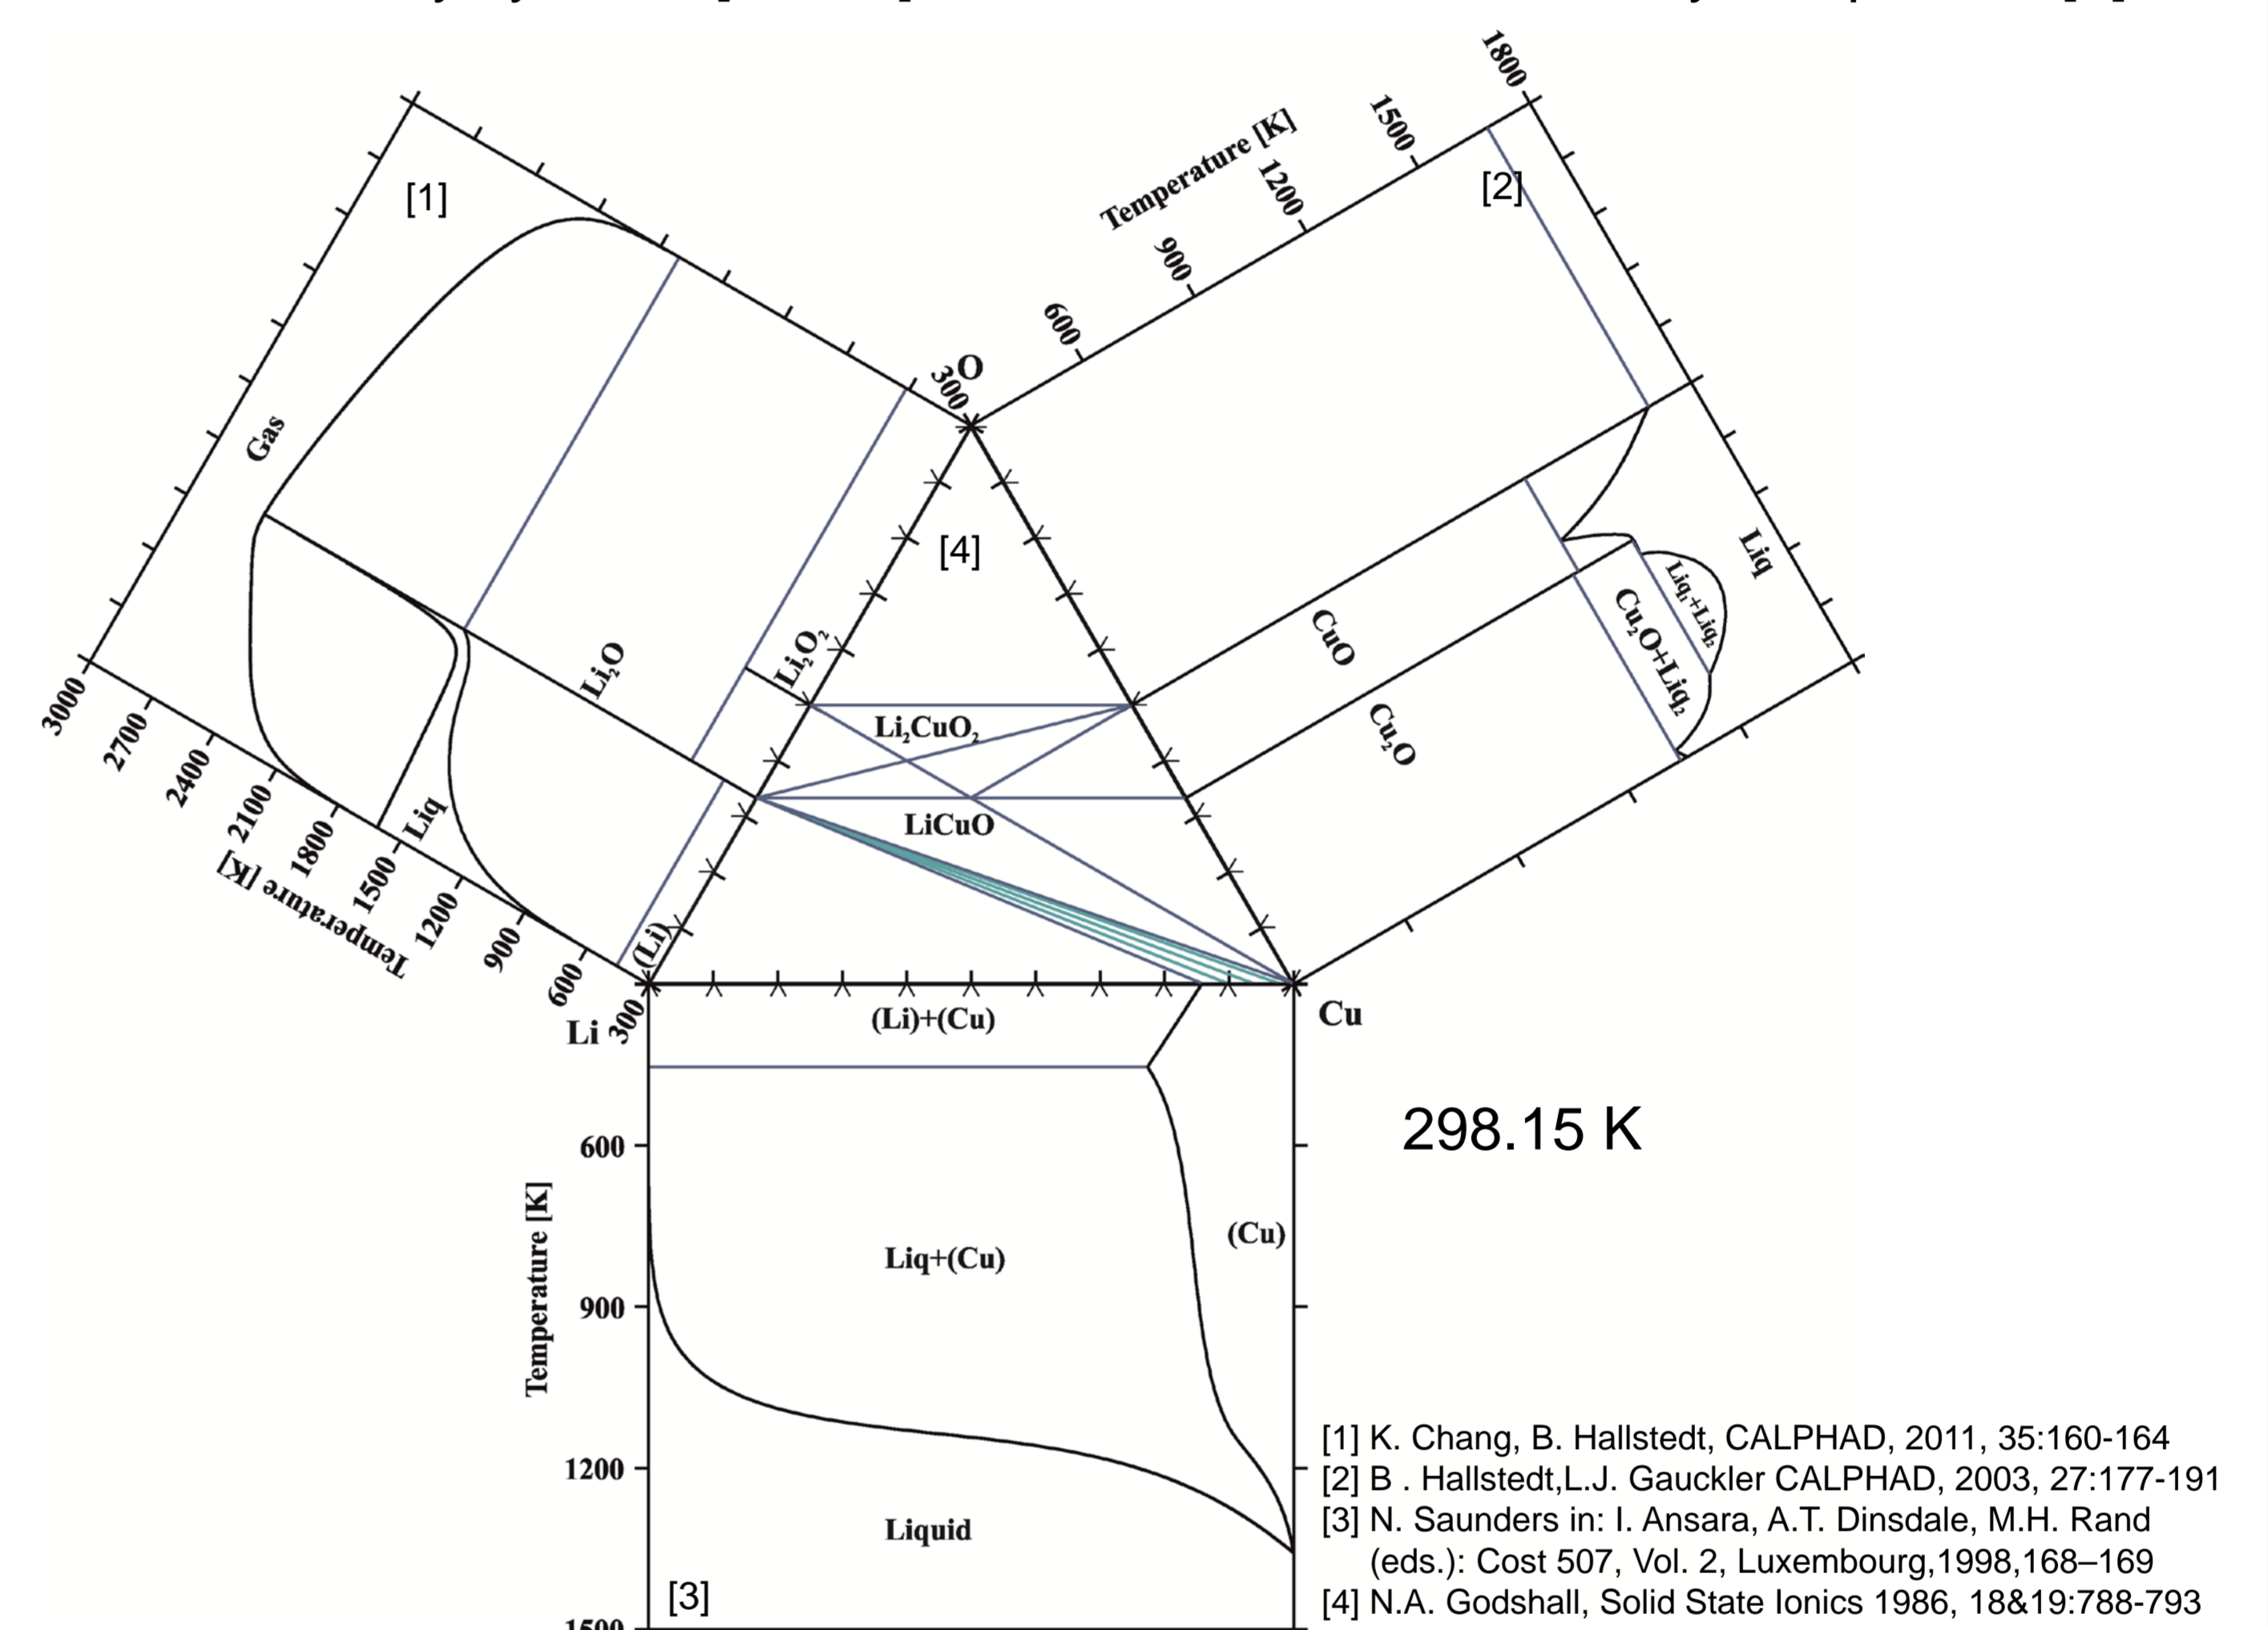 1800
1500
1200
900
600
Temperature [K]
[1]
[2]
O
300
Gas
[4]
Liq
Liq₁+Liq₂
Cu₂O+Liq₂
CuO
Cu₂O
Li₂O
Li₂O₂
Li₂CuO₂
LiCuO
3000
2700
2400
2100
1800
1500
1200
900
600
300
Temperature [K]
Liq
(Li)
Li
Cu
(Li)+(Cu)
298.15 K
600
900
1200
1500
Temperature [K]
Liq+(Cu)
(Cu)
Liquid
[3]
[1] K. Chang, B. Hallstedt, CALPHAD, 2011, 35:160-164
[2] B . Hallstedt,L.J. Gauckler CALPHAD, 2003, 27:177-191
[3] N. Saunders in: I. Ansara, A.T. Dinsdale, M.H. Rand
(eds.): Cost 507, Vol. 2, Luxembourg,1998,168–169
[4] N.A. Godshall, Solid State Ionics 1986, 18&19:788-793